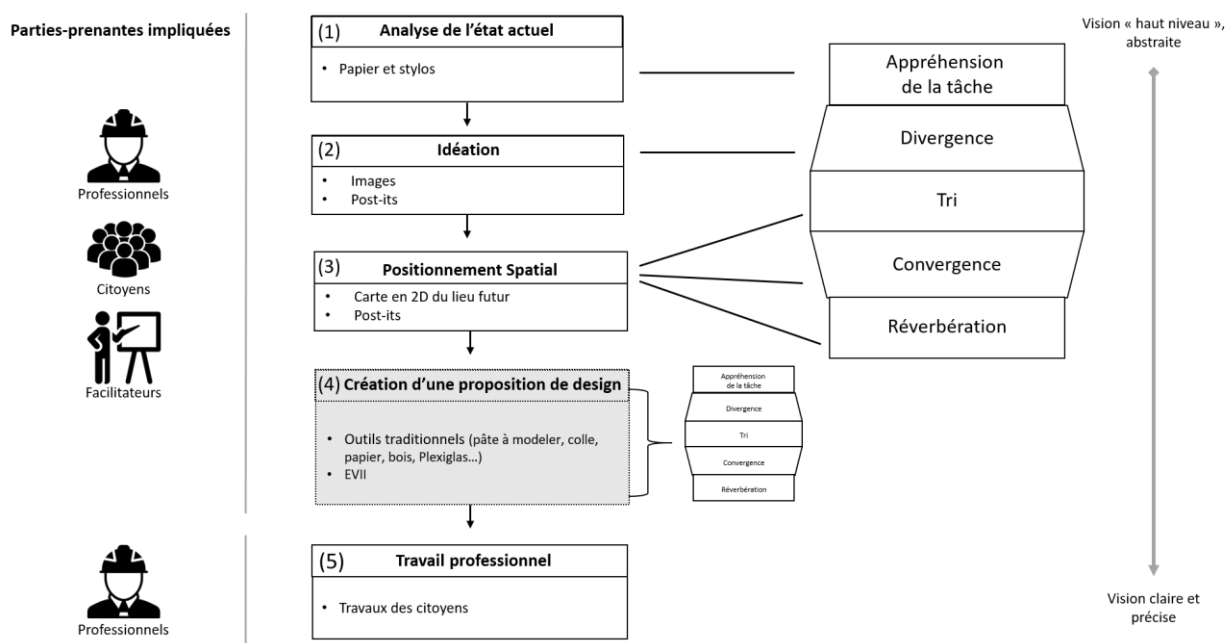 Parties-prenantes impliquées
Professionnels
Citoyens
Facilitateurs
Professionnels
(1) Analyse de l’état actuel
• Papier et stylos
(2) Idéation
• Images
• Post-its
(3) Positionnement Spatial
• Carte en 2D du lieu futur
• Post-its
(4) Création d’une proposition de design
• Outils traditionnels (pâte à modeler, colle,
papier, bois, Plexiglas…)
• EVII
(5) Travail professionnel
• Travaux des citoyens
Appréhension
de la tâche
Divergence
Tri
Convergence
Réverbération
Appréhension
de la tâche
Divergence
Tri
Convergence
Réverbération
Vision « haut niveau »,
abstraite
Vision claire et
précise